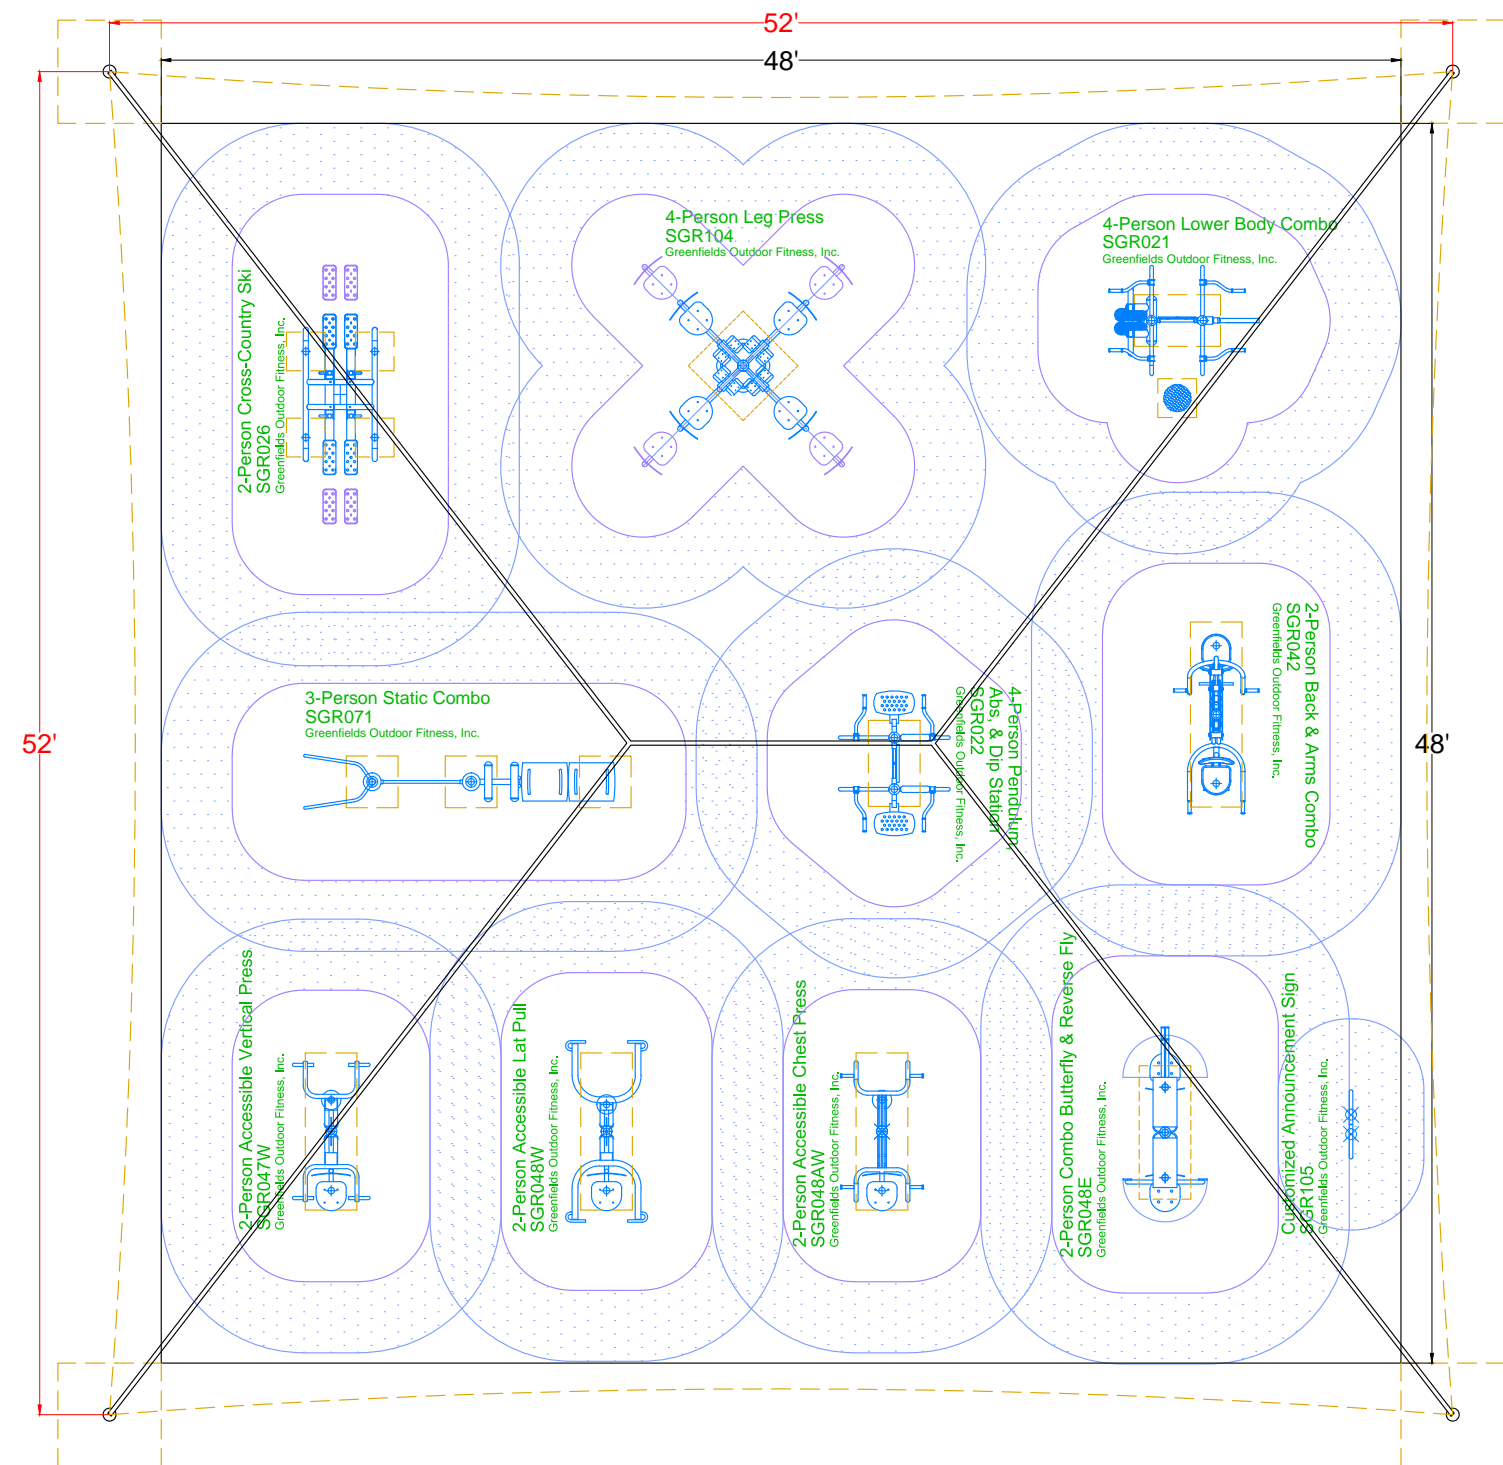 52'
48'
4-Person Leg Press
SGR104
Greenfields Outdoor Fitness, Inc.
4-Person Lower Body Combo
SGR021
Greenfields Outdoor Fitness, Inc.
2-Person Cross-Country Ski
SGR026
Greenfields Outdoor Fitness, Inc.
2-Person Back & Arms Combo
SGR042
Greenfields Outdoor Fitness, Inc.
3-Person Static Combo
SGR071
Greenfields Outdoor Fitness, Inc.
4-Person Pendulum,
Abs, & Dip Station
SGR022
Greenfields Outdoor Fitness, Inc.
52'
48'
2-Person Accessible Vertical Press
SGR047W
Greenfields Outdoor Fitness, Inc.
2-Person Accessible Lat Pull
SGR048W
Greenfields Outdoor Fitness, Inc.
2-Person Accessible Chest Press
SGR048AW
Greenfields Outdoor Fitness, Inc.
2-Person Combo Butterfly & Reverse Fly
SGR048E
Greenfields Outdoor Fitness, Inc.
Customized Announcement Sign
SGR105
Greenfields Outdoor Fitness, Inc.